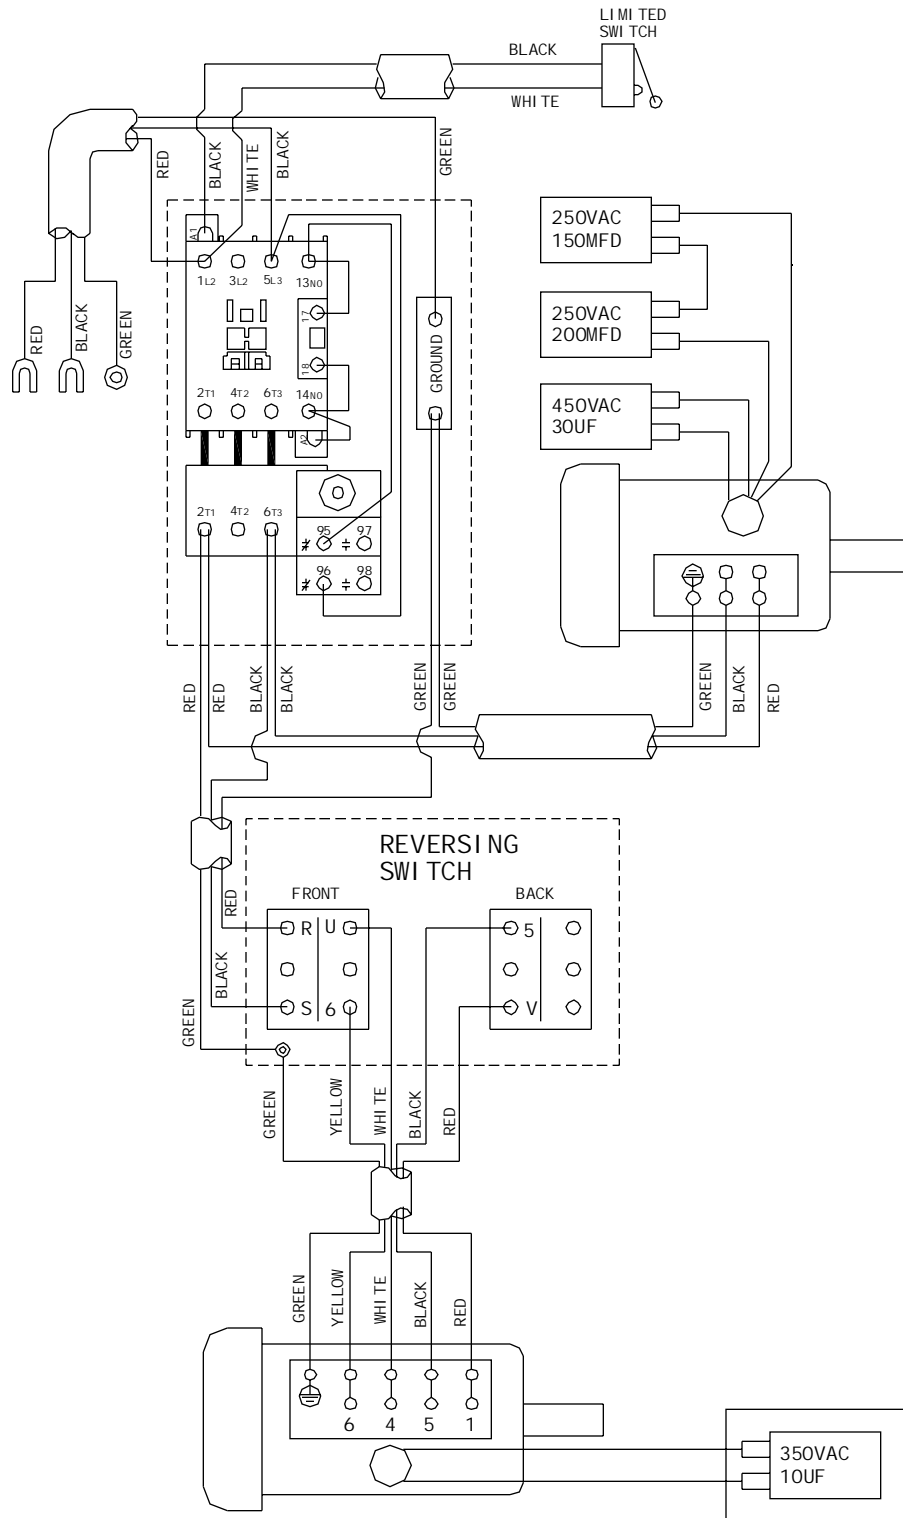 LIMITED
SWITCH
BLACK
WHITE
RED
BLACK
WHITE
BLACK
GREEN
A1
1L2 3L2 5L3 13NO
17
18
2T1 4T2 6T3 14NO
A2
GROUND
RED
BLACK
GREEN
250VAC
150MFD
250VAC
200MFD
450VAC
30UF
2T1 4T2 6T3
95 97
96 98
RED
RED
BLACK
BLACK
GREEN
GREEN
GREEN
BLACK
RED
REVERSING
SWITCH
FRONT
BACK
RED
BLACK
GREEN
R U
S 6
5
V
GREEN
YELLOW
WHITE
BLACK
RED
GREEN
YELLOW
WHITE
BLACK
RED
6 4 5 1
350VAC
10UF